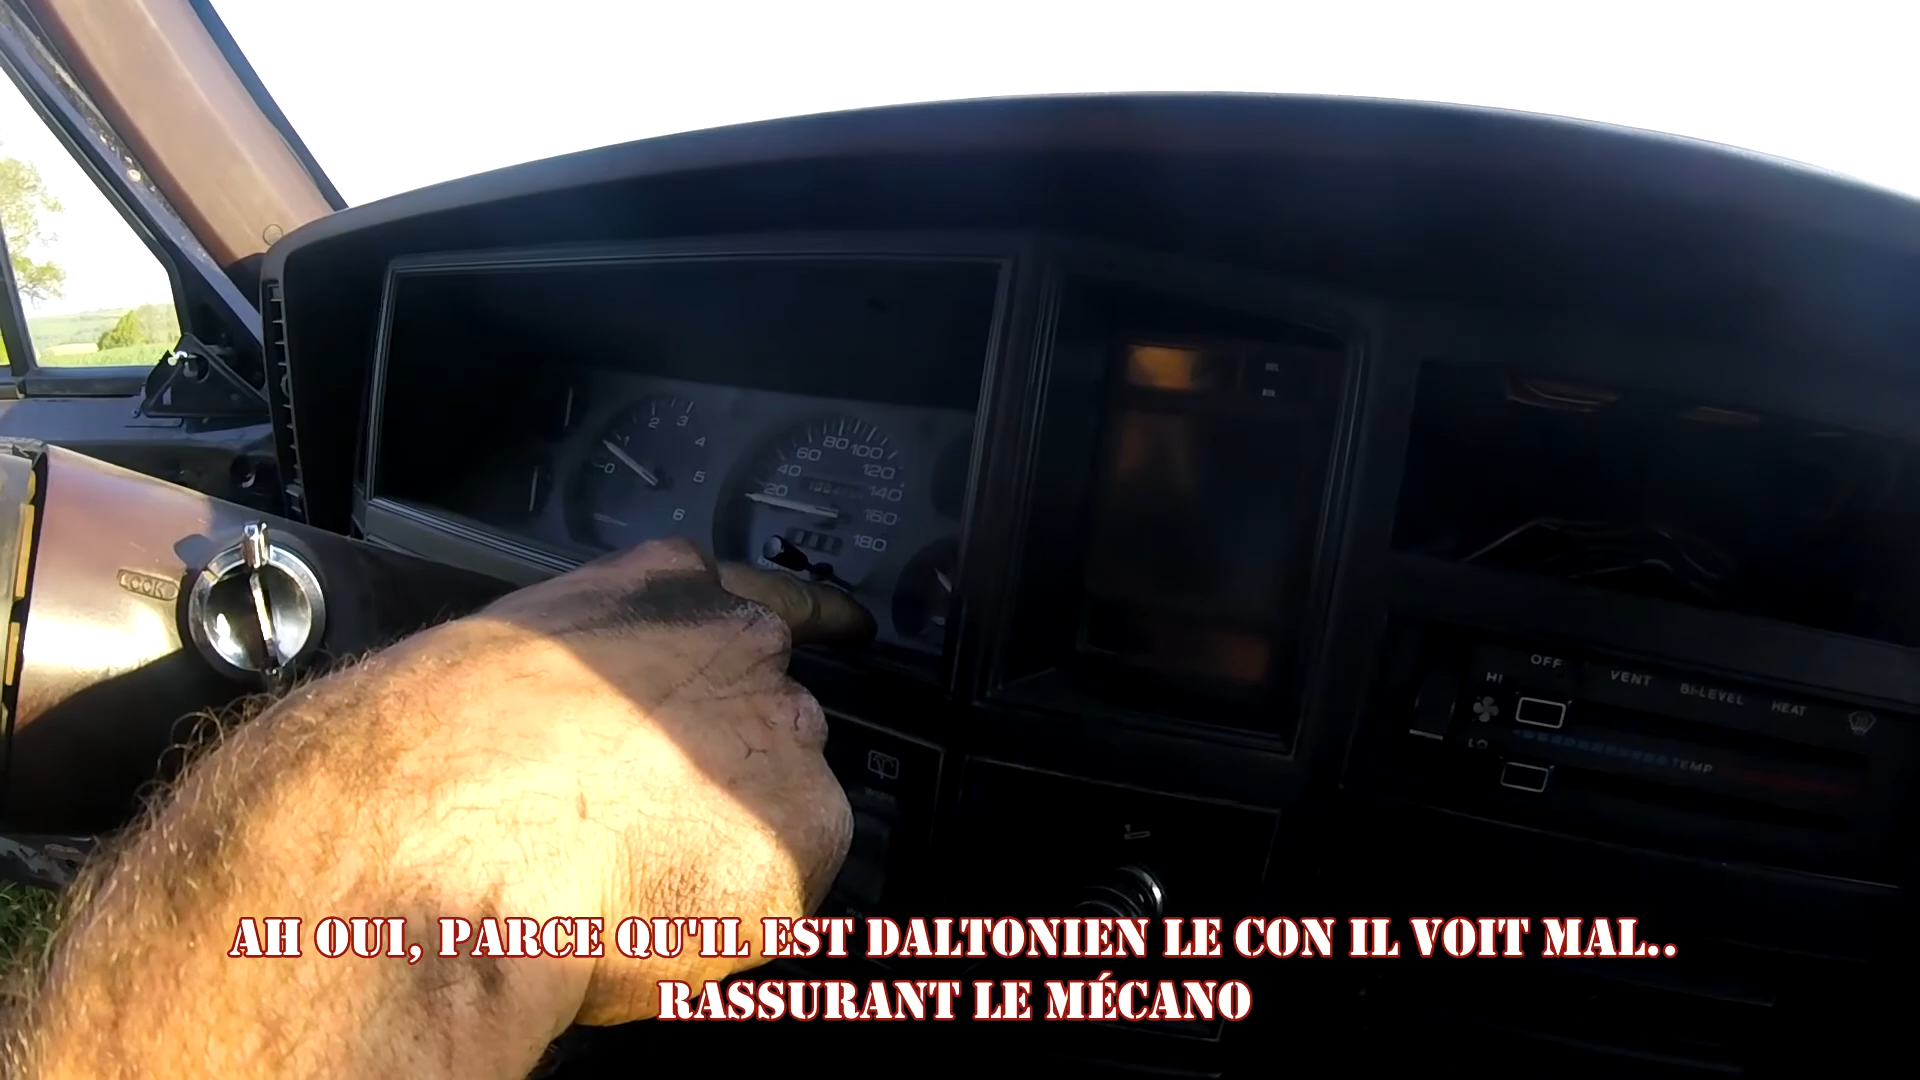 2 3
1 4
0 5
6
80 100
60 120
40 140
20 160
180
LOCK
OFF
HI VENT BI-LEVEL HEAT
LO TEMP
AH OUI, PARCE QU'IL EST DALTONIEN LE CON IL VOIT MAL..
RASSURANT LE MÉCANO